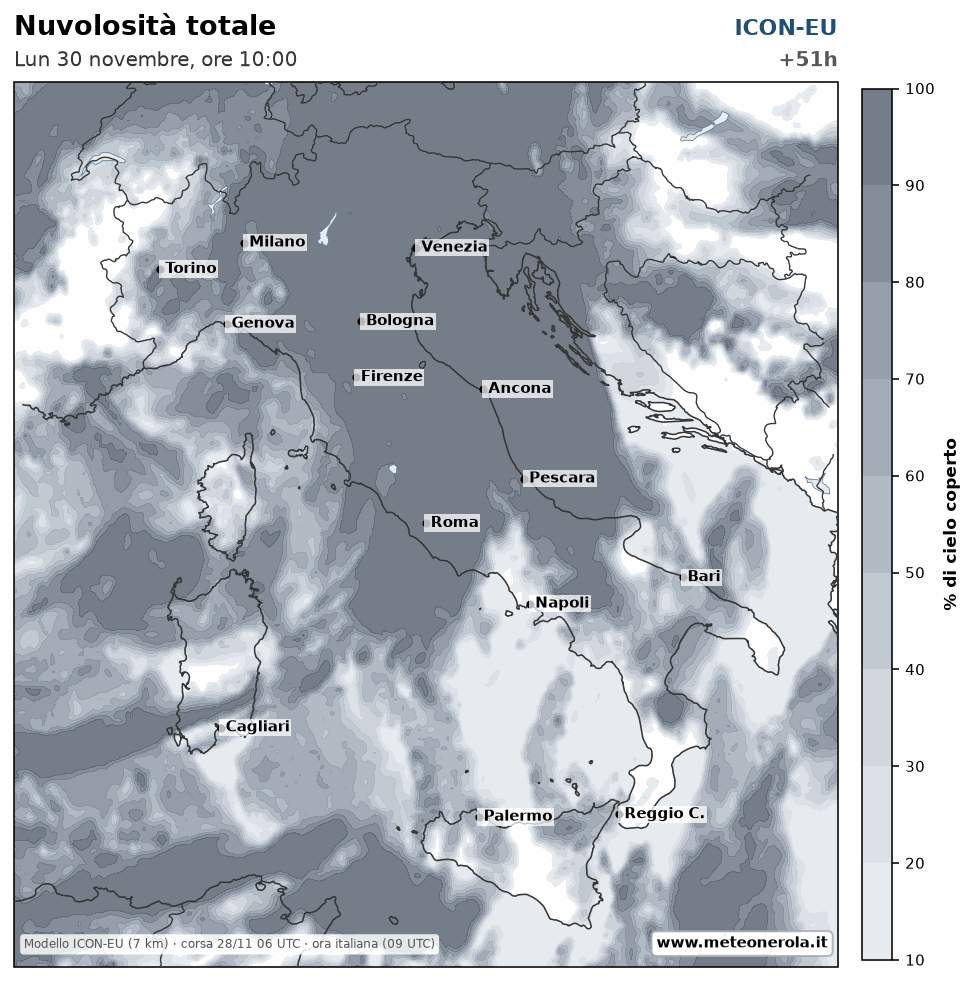 Nuvolosità totale
ICON-EU
Lun 30 novembre, ore 10:00
+51h
100
90
80
70
60
50
40
30
20
10
% di cielo coperto
Milano
Venezia
Torino
Genova
Bologna
Firenze
Ancona
Pescara
Roma
Bari
Napoli
Cagliari
Palermo
Reggio C.
Modello ICON-EU (7 km) · corsa 28/11 06 UTC · ora italiana (09 UTC)
www.meteonerola.it